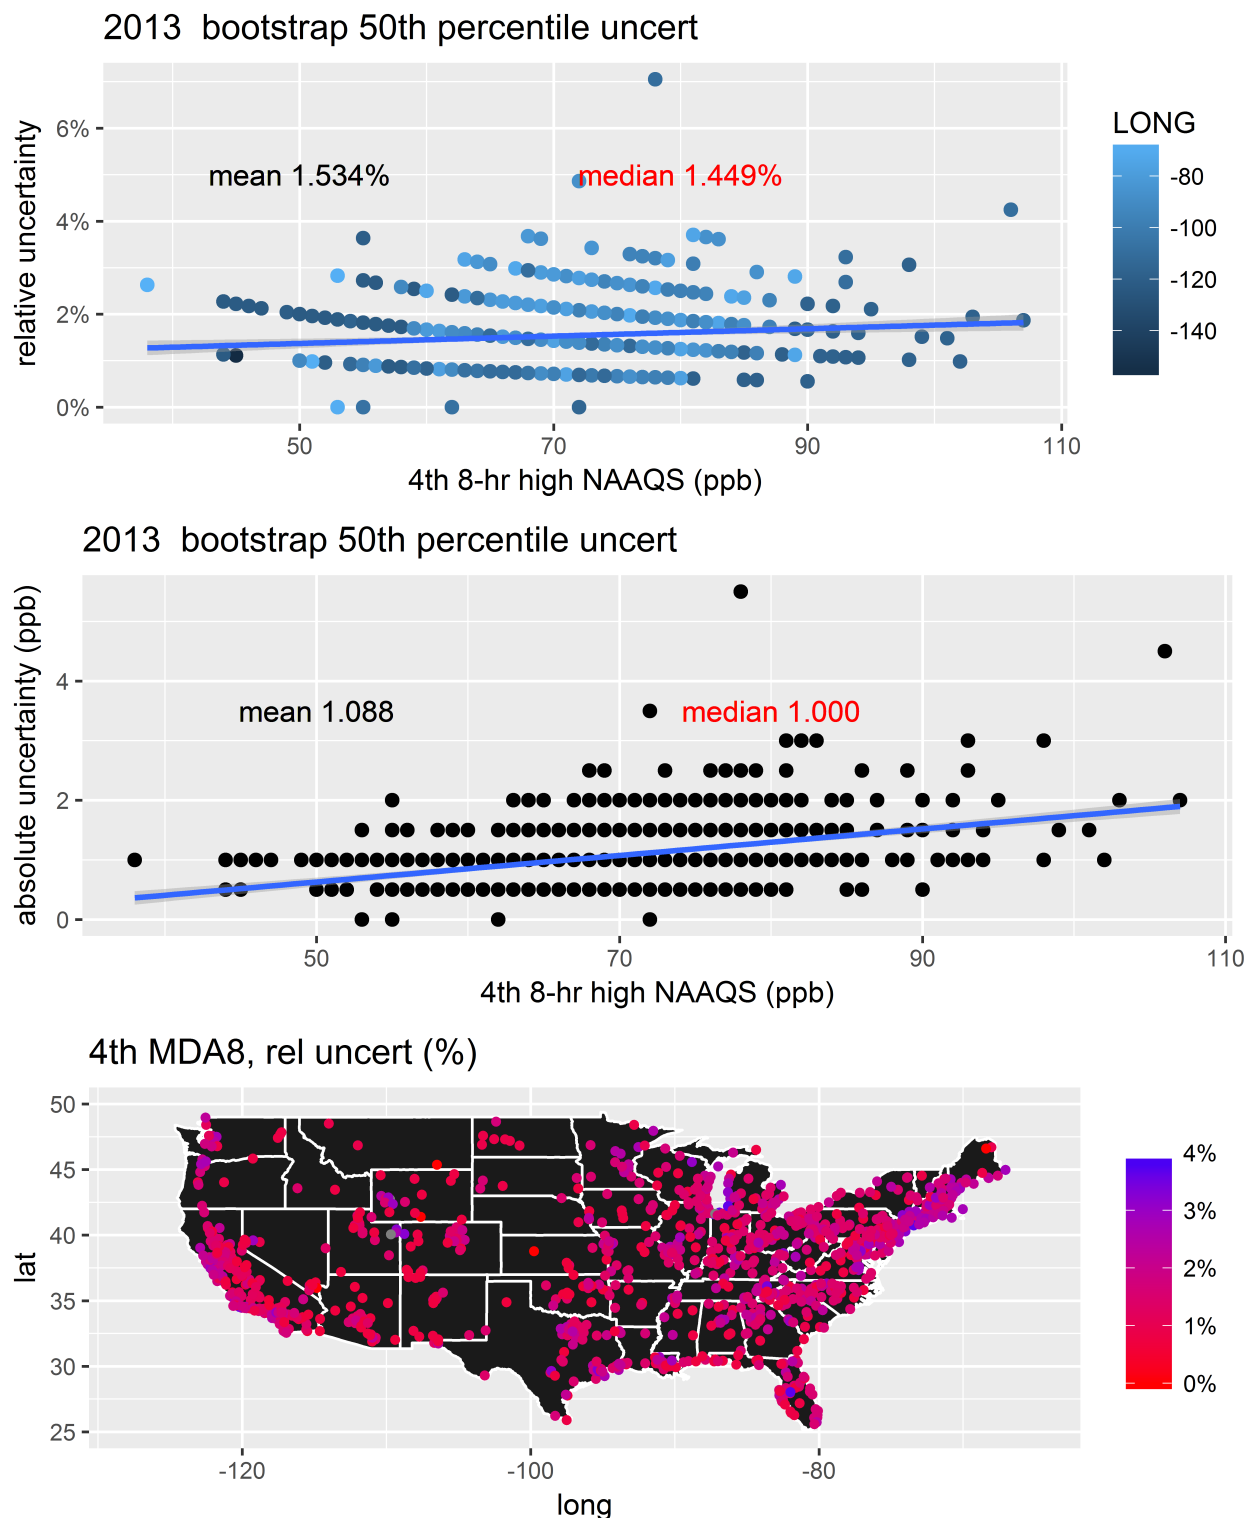 2013  bootstrap 50th percentile uncert
relative uncertainty
6%
4%
2%
0%
mean 1.534%
median 1.449%
50 70 90 110
4th 8-hr high NAAQS (ppb)
LONG
-80
-100
-120
-140
2013  bootstrap 50th percentile uncert
absolute uncertainty (ppb)
4
2
0
mean 1.088
median 1.000
50 70 90 110
4th 8-hr high NAAQS (ppb)
4th MDA8, rel uncert (%)
lat
50
45
40
35
30
25
-120 -100 -80
long
4%
3%
2%
1%
0%